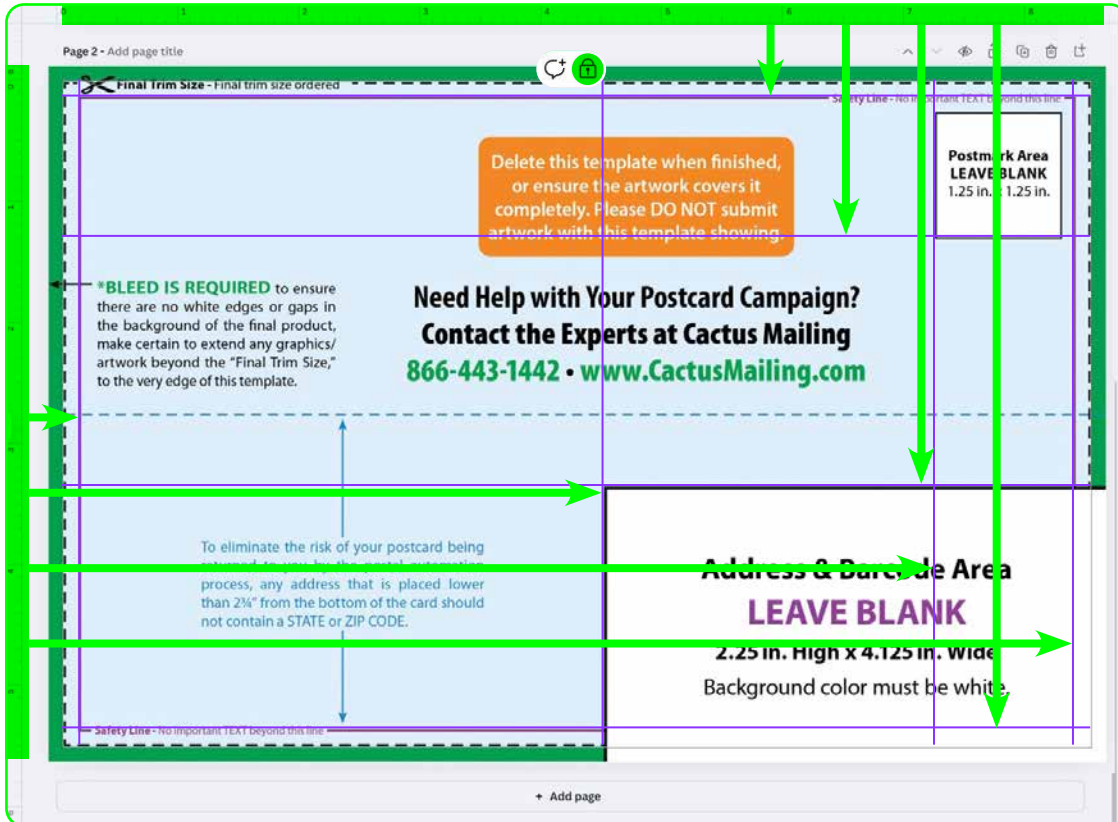 0 1 2 3 4 5 6 7 8
Page 2 - Add page title
Final Trim Size - Final trim size ordered
Safety Line - No important TEXT beyond this line
Delete this template when finished,
or ensure the artwork covers it
completely. Please DO NOT submit
artwork with this template showing.
Postmark Area
LEAVE BLANK
1.25 in. x 1.25 in.
*BLEED IS REQUIRED to ensure
there are no white edges or gaps in
the background of the final product,
make certain to extend any graphics/
artwork beyond the “Final Trim Size,”
to the very edge of this template.
Need Help with Your Postcard Campaign?
Contact the Experts at Cactus Mailing
866-443-1442 • www.CactusMailing.com
To eliminate the risk of your postcard being
returned to you by the postal automation
process, any address that is placed lower
than 2¾” from the bottom of the card should
not contain a STATE or ZIP CODE.
Address & Barcode Area
LEAVE BLANK
2.25 in. High x 4.125 in. Wide
Background color must be white.
Safety Line - No important TEXT beyond this line
+ Add page